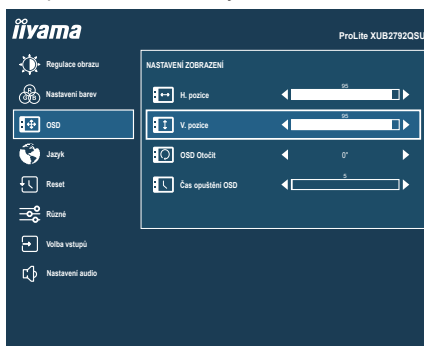 iiyama
ProLite XUB2792QSU
Regulace obrazu
Nastavení barev
OSD
Jazyk
Reset
Různé
Volba vstupů
Nastavení audio
NASTAVENÍ ZOBRAZENÍ
H. pozice
95
V. pozice
95
OSD Otočit
0°
Čas opuštění OSD
5